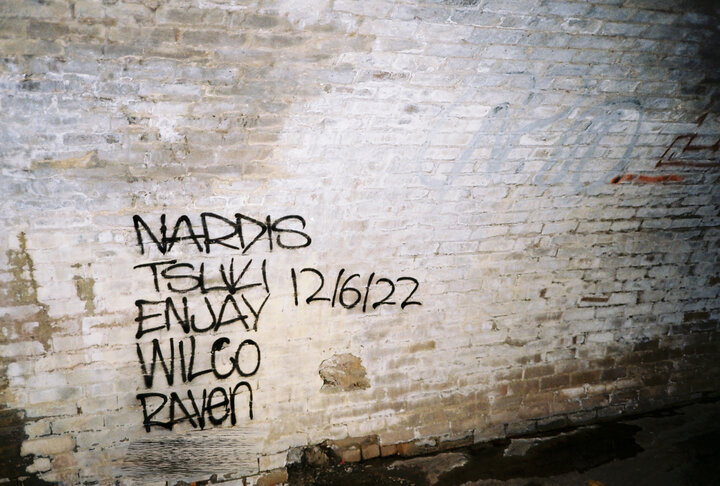 NARDIS
TSUKI 12/6/22
ENJAY
WILCO
RAVEN